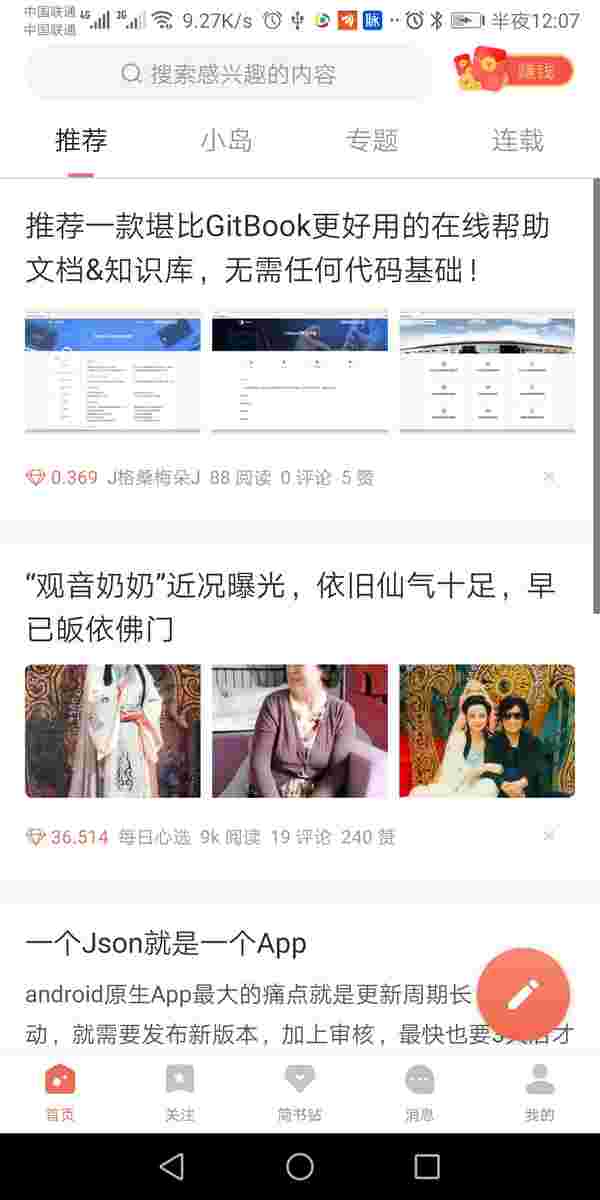 中国联通 4G 3G 9.27K/s 脉 半夜12:07
中国联通
搜索感兴趣的内容 赚钱
推荐 小岛 专题 连载
推荐一款堪比GitBook更好用的在线帮助
文档&知识库，无需任何代码基础！
0.369 J格桑梅朵J 88 阅读 0 评论 5 赞
“观音奶奶”近况曝光，依旧仙气十足，早
已皈依佛门
36.514 每日心选 9k 阅读 19 评论 240 赞
一个Json就是一个App
android原生App最大的痛点就是更新周期长
动，就需要发布新版本，加上审核，最快也要3天后才
首页 关注 简书钻 消息 我的